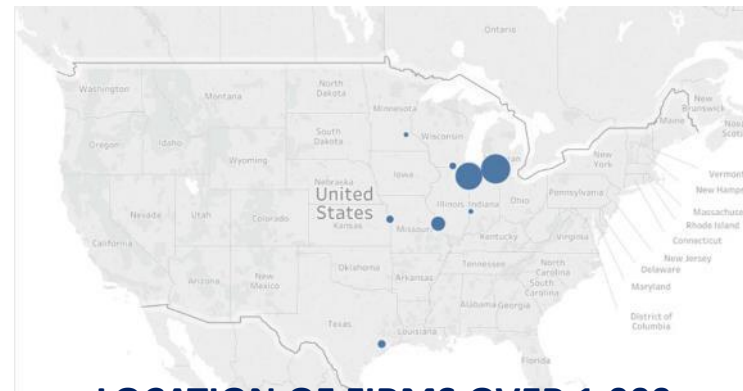 Ontario
Washington
Montana
North
Dakota
Minnesota
New
Brunswick
Maine
Oregon
Idaho
South
Dakota
Wisconsin
Wyoming
New
York
Vermont
Nebraska
Iowa
New Hamp
United
States
Illinois
Indiana
Ohio
Pennsylvania
Massachuse
Nevada
Utah
Colorado
Kansas
Missouri
Kentucky
Virginia
Rhode Island
Connecticut
California
New Jersey
Delaware
Oklahoma
Tennessee
North
Carolina
Maryland
Arizona
New
Mexico
Arkansas
South
Carolina
District of
Columbia
Alabama
Georgia
Texas
Louisiana
Florida